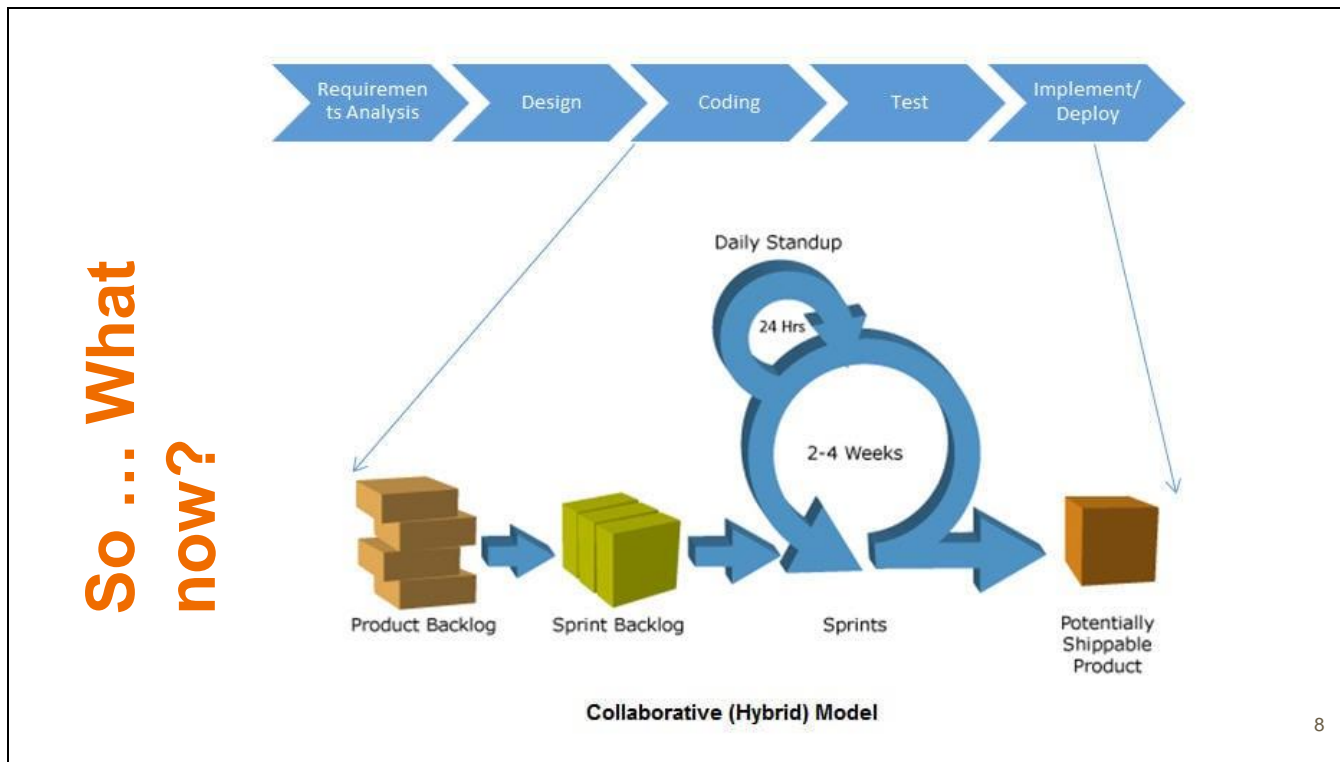 So ... What
now?
Requiremen
ts Analysis
Design
Coding
Test
Implement/
Deploy
Daily Standup
24 Hrs
2-4 Weeks
Product Backlog
Sprint Backlog
Sprints
Potentially
Shippable
Product
Collaborative (Hybrid) Model
8